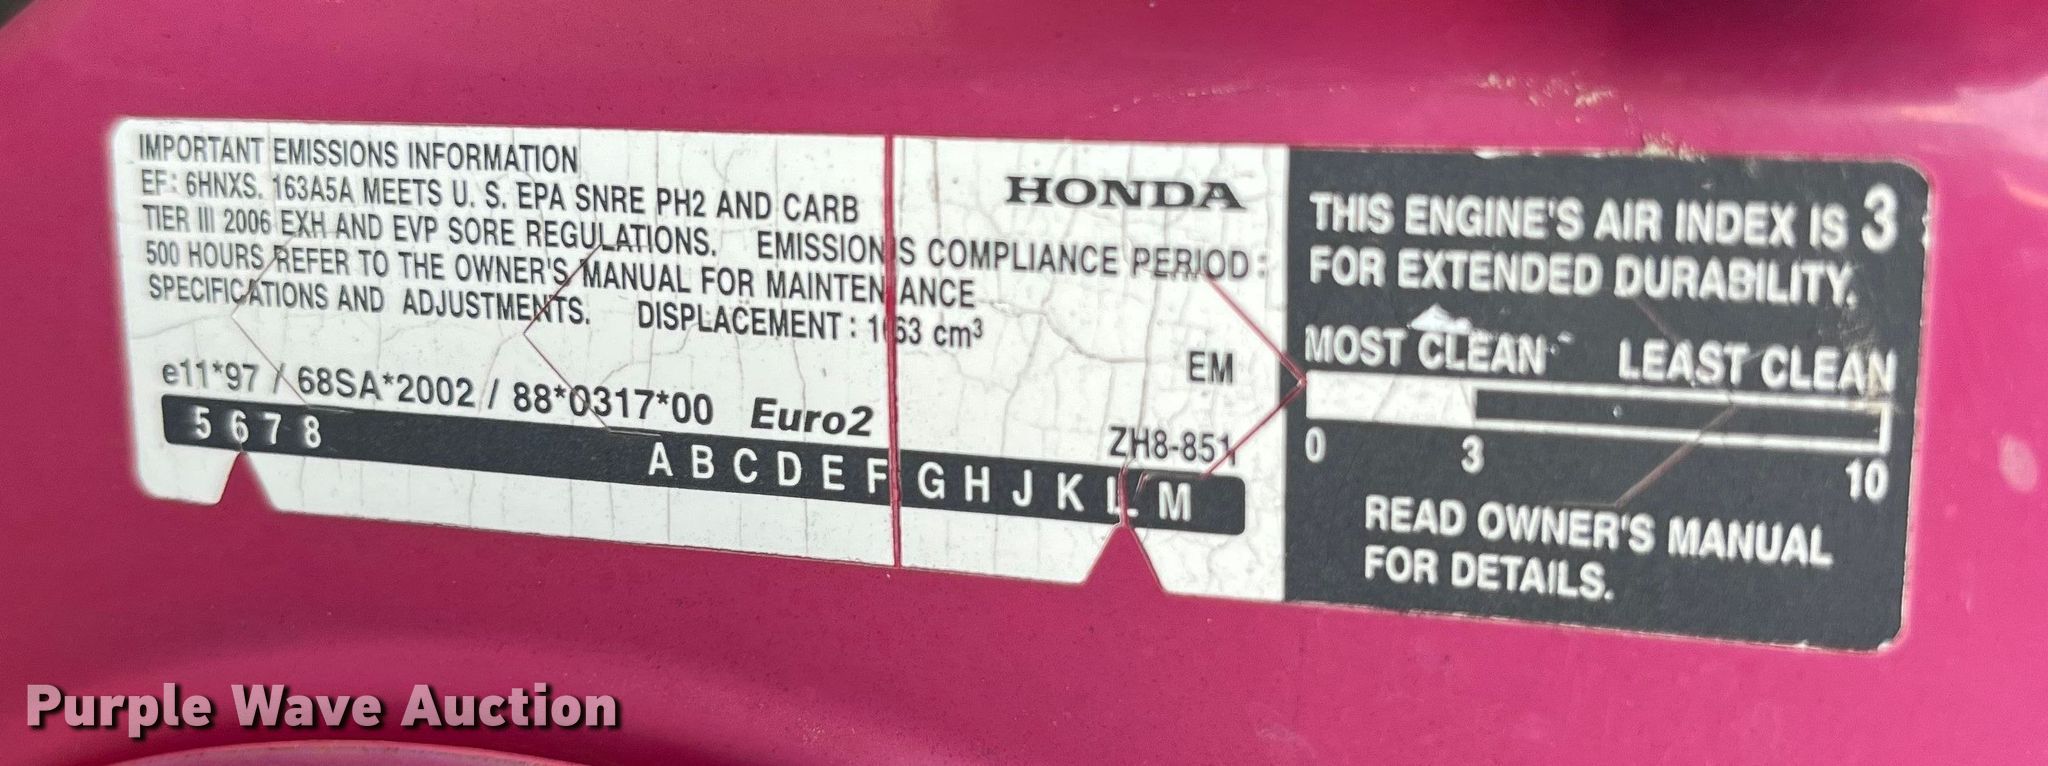 IMPORTANT EMISSIONS INFORMATION
EF: 6HNXS. 163A5A MEETS U. S. EPA SNRE PH2 AND CARB
TIER III 2006 EXH AND EVP SORE REGULATIONS. EMISSIONS COMPLIANCE PERIOD:
500 HOURS REFER TO THE OWNER'S MANUAL FOR MAINTENANCE
SPECIFICATIONS AND ADJUSTMENTS. DISPLACEMENT: 163 cm³
e11*97 / 68SA*2002 / 88*0317*00 Euro2
5 6 7 8 A B C D E F G H J K L M
HONDA
EM
ZH8-851
THIS ENGINE'S AIR INDEX IS 3
FOR EXTENDED DURABILITY.
MOST CLEAN LEAST CLEAN
0 3 10
READ OWNER'S MANUAL
FOR DETAILS.
Purple Wave Auction